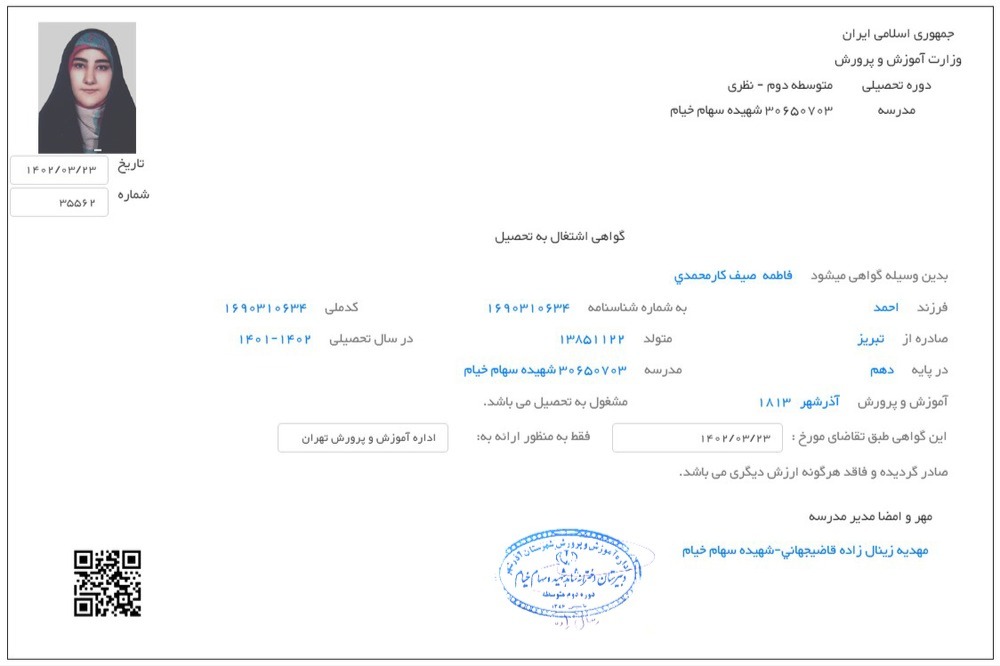 جمهوری اسلامی ایران
وزارت آموزش و پرورش
دوره تحصیلی متوسطه دوم - نظری
مدرسه ۳۰۶۵۰۷۰۳ شهیده سهام خیام
تاریخ ۱۴۰۲/۰۳/۲۳
شماره ۳۵۵۶۲
گواهی اشتغال به تحصیل
بدین وسیله گواهی میشود فاطمه صیف کارمحمدي
فرزند احمد به شماره شناسنامه ۱۶۹۰۳۱۰۶۳۴ کدملی ۱۶۹۰۳۱۰۶۳۴
صادره از تبریز متولد ۱۳۸۵۱۱۲۲ در سال تحصیلی ۱۴۰۲-۱۴۰۱
در پایه دهم مدرسه ۳۰۶۵۰۷۰۳ شهیده سهام خیام
آموزش و پرورش آذرشهر ۱۸۱۳ مشغول به تحصیل می باشد.
این گواهی طبق تقاضای مورخ : ۱۴۰۲/۰۳/۲۳ فقط به منظور ارائه به: اداره آموزش و پرورش تهران
صادر گردیده و فاقد هرگونه ارزش دیگری می باشد.
مهر و امضا مدیر مدرسه
مهدیه زینال زاده قاضیجهاني-شهیده سهام خیام
اداره آموزش و پرورش شهرستان آذرشهر
دبیرستان دخترانه شاهد شهید سهام خیام
دوره دوم متوسطه